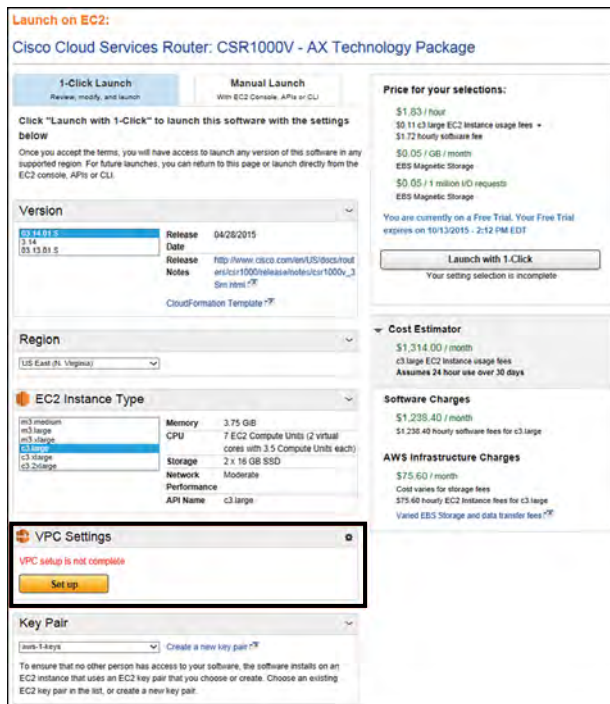 Launch on EC2:
Cisco Cloud Services Router: CSR1000V - AX Technology Package
1-Click Launch
Review, modify, and launch
Manual Launch
With EC2 Console, APIs or CLI
Click "Launch with 1-Click" to launch this software with the settings
below
Once you accept the terms, you will have access to launch any version of this software in any
supported region. For future launches, you can return to this page or launch directly from the
EC2 console, APIs or CLI.
Version
03.14.01.S
3.14
03.13.01.S
Release Date
04/28/2015
Release Notes
http://www.cisco.com/en/US/docs/rout
ers/csr1000/release/notes/csr1000v_3
Srn.html
CloudFormation Template
Region
US East (N. Virginia)
EC2 Instance Type
m3.medium
m3.large
m3.xlarge
c3.large
c3.xlarge
c3.2xlarge
Memory 3.75 GiB
CPU 7 EC2 Compute Units (2 virtual
cores with 3.5 Compute Units each)
Storage 2 x 16 GB SSD
Network Moderate
Performance
API Name c3.large
VPC Settings
VPC setup is not complete
Set up
Key Pair
aws-1-keys
Create a new key pair
To ensure that no other person has access to your software, the software installs on an
EC2 instance that uses an EC2 key pair that you choose or create. Choose an existing
EC2 key pair in the list, or create a new key pair.
Price for your selections:
$1.83 / hour
$0.11 c3.large EC2 Instance usage fees +
$1.72 hourly software fee
$0.05 / GB / month
EBS Magnetic Storage
$0.05 / 1 million I/O requests
EBS Magnetic Storage
You are currently on a Free Trial. Your Free Trial
expires on 10/13/2015 - 2:12 PM EDT
Launch with 1-Click
Your setting selection is incomplete
Cost Estimator
$1,314.00 / month
c3.large EC2 Instance usage fees
Assumes 24 hour use over 30 days
Software Charges
$1,238.40 / month
$1,238.40 hourly software fees for c3.large
AWS Infrastructure Charges
$75.60 / month
Cost varies for storage fees
$75.60 hourly EC2 Instance fees for c3.large
Varied EBS Storage and data transfer fees